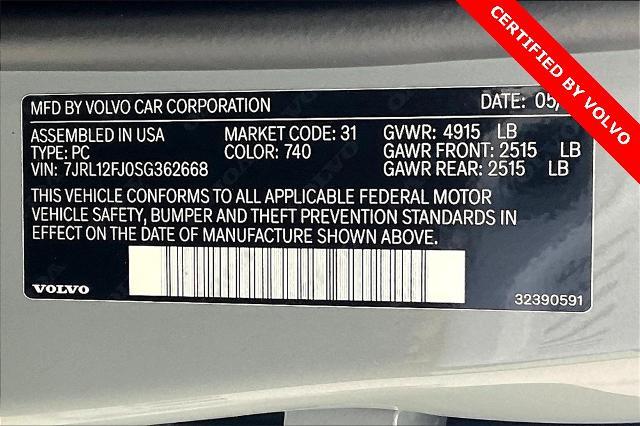 CERTIFIED BY VOLVO
MFD BY VOLVO CAR CORPORATION DATE: 05/
ASSEMBLED IN USA MARKET CODE: 31 GVWR: 4915 LB
TYPE: PC COLOR: 740 GAWR FRONT: 2515 LB
VIN: 7JRL12FJ0SG362668 GAWR REAR: 2515 LB
THIS VEHICLE CONFORMS TO ALL APPLICABLE FEDERAL MOTOR
VEHICLE SAFETY, BUMPER AND THEFT PREVENTION STANDARDS IN
EFFECT ON THE DATE OF MANUFACTURE SHOWN ABOVE.
VOLVO 32390591